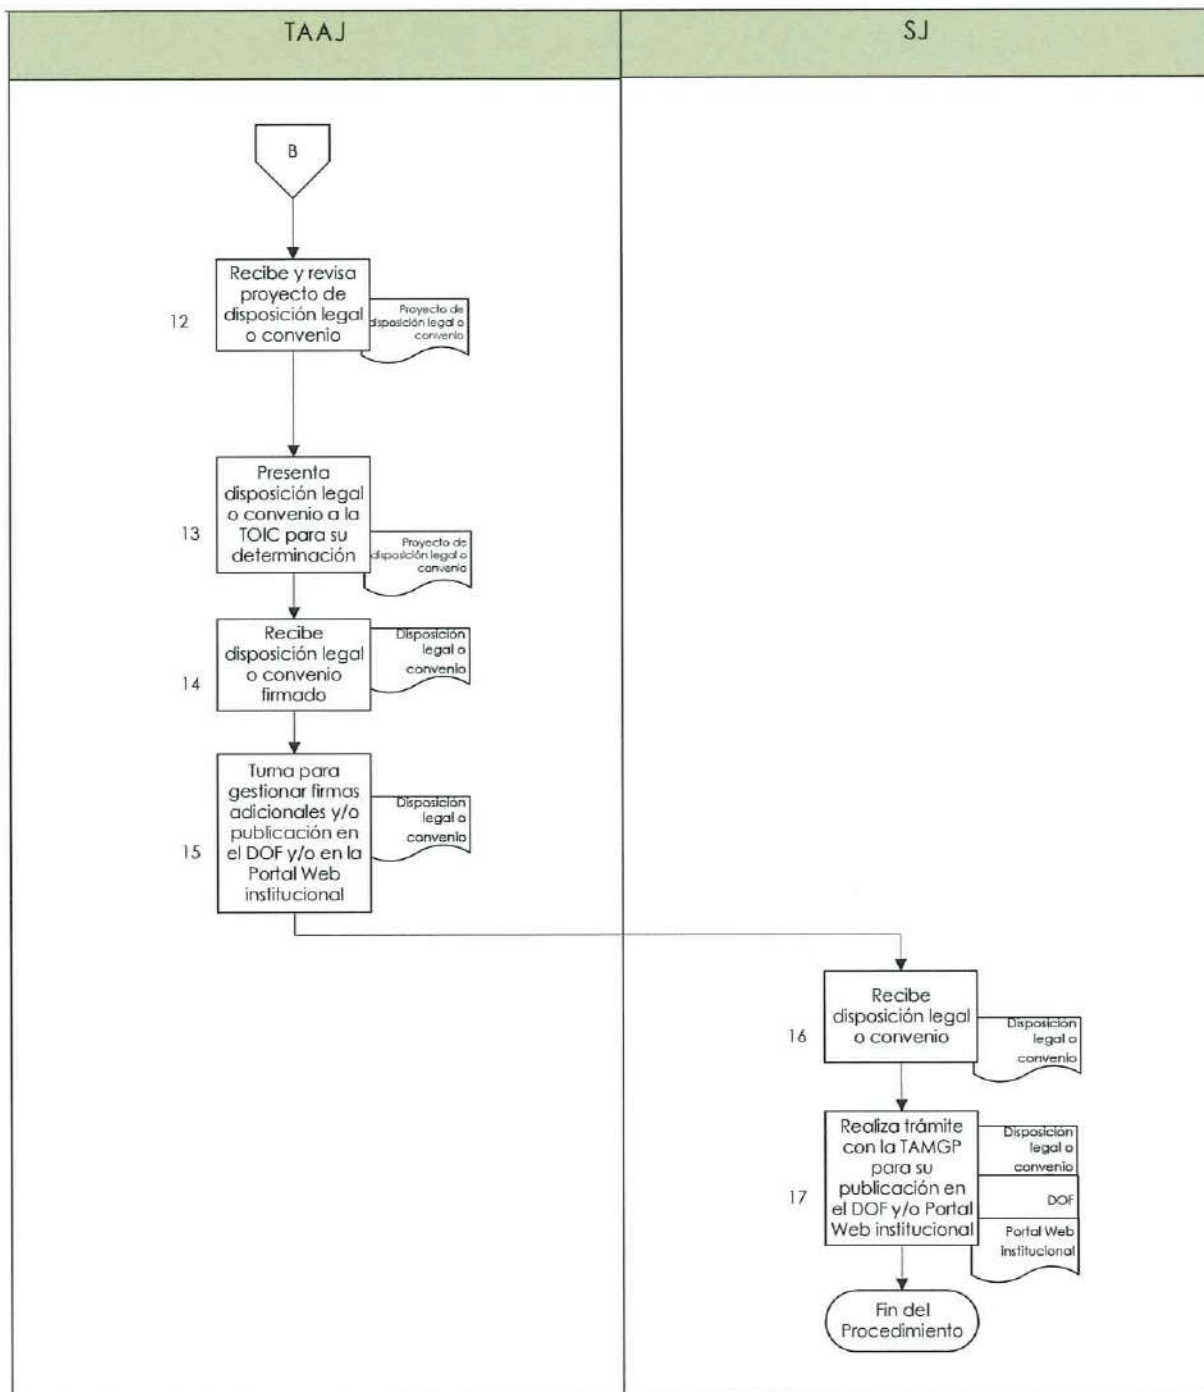 TAAJ
SJ
B
12
Recibe y revisa
proyecto de
disposición legal
o convenio
Proyecto de
disposición legal o
convenio
13
Presenta
disposición legal
o convenio a la
TOIC para su
determinación
Proyecto de
disposición legal o
convenio
14
Recibe
disposición legal
o convenio
firmado
Disposición
legal o
convenio
15
Turna para
gestionar firmas
adicionales y/o
publicación en
el DOF y/o en la
Portal Web
institucional
Disposición
legal o
convenio
16
Recibe
disposición legal
o convenio
Disposición
legal o
convenio
17
Realiza trámite
con la TAMGP
para su
publicación en
el DOF y/o Portal
Web institucional
Disposición
legal o
convenio
DOF
Portal Web
institucional
Fin del
Procedimiento